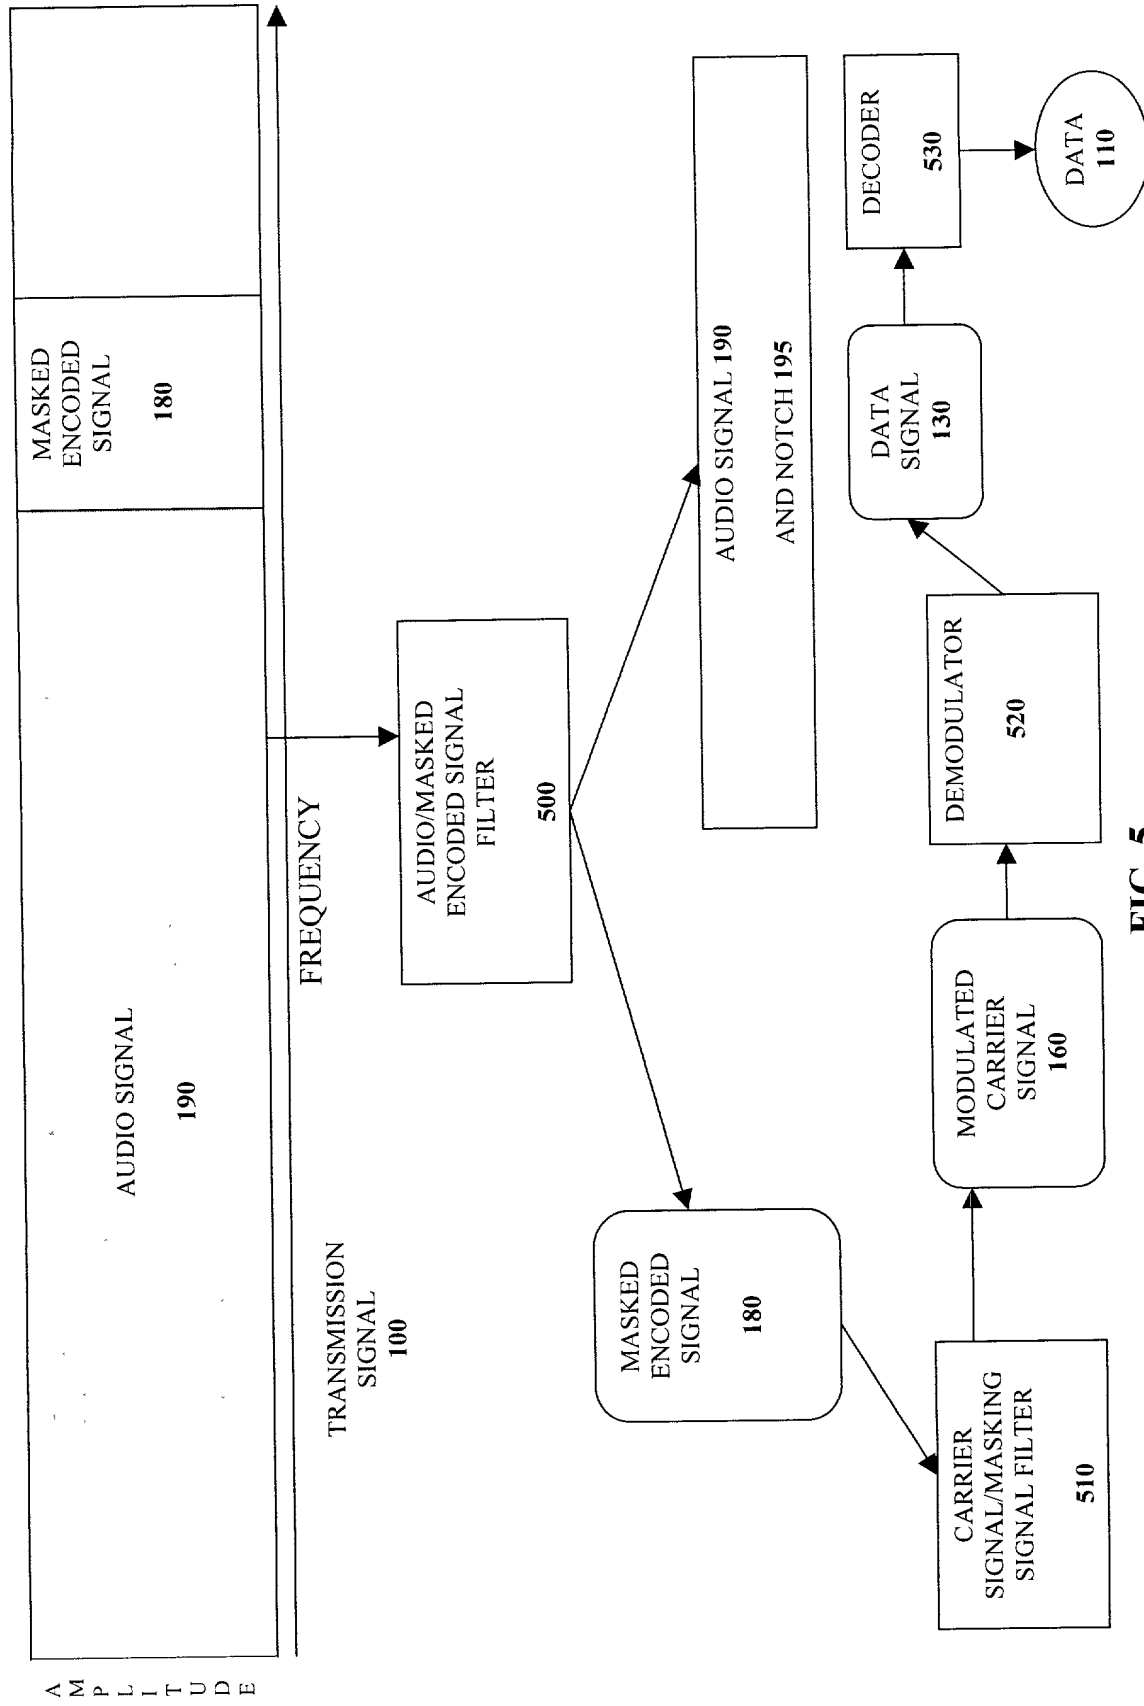 A
M
P
L
I
T
U
D
E
AUDIO SIGNAL
190
MASKED
ENCODED
SIGNAL
180
FREQUENCY
TRANSMISSION
SIGNAL
100
AUDIO/MASKED
ENCODED SIGNAL
FILTER
500
MASKED
ENCODED
SIGNAL
180
AUDIO SIGNAL 190
AND NOTCH 195
CARRIER
SIGNAL/MASKING
SIGNAL FILTER
510
MODULATED
CARRIER
SIGNAL
160
DEMODULATOR
520
DATA
SIGNAL
130
DECODER
530
DATA
110
FIG. 5